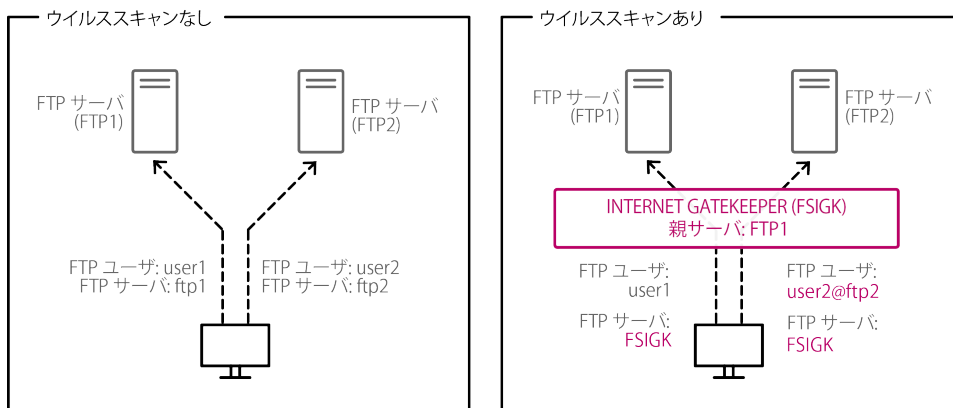 ウイルススキャンなし
FTP サーバ
(FTP1)
FTP サーバ
(FTP2)
FTP ユーザ: user1
FTP サーバ: ftp1
FTP ユーザ: user2
FTP サーバ: ftp2
ウイルススキャンあり
FTP サーバ
(FTP1)
FTP サーバ
(FTP2)
INTERNET GATEKEEPER (FSIGK)
親サーバ: FTP1
FTP ユーザ:
user1
FTP サーバ:
FSIGK
FTP ユーザ:
user2@ftp2
FTP サーバ:
FSIGK